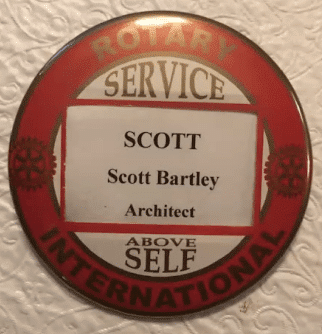 ROTARY
SERVICE
SCOTT
Scott Bartley
Architect
ABOVE
SELF
INTERNATIONAL